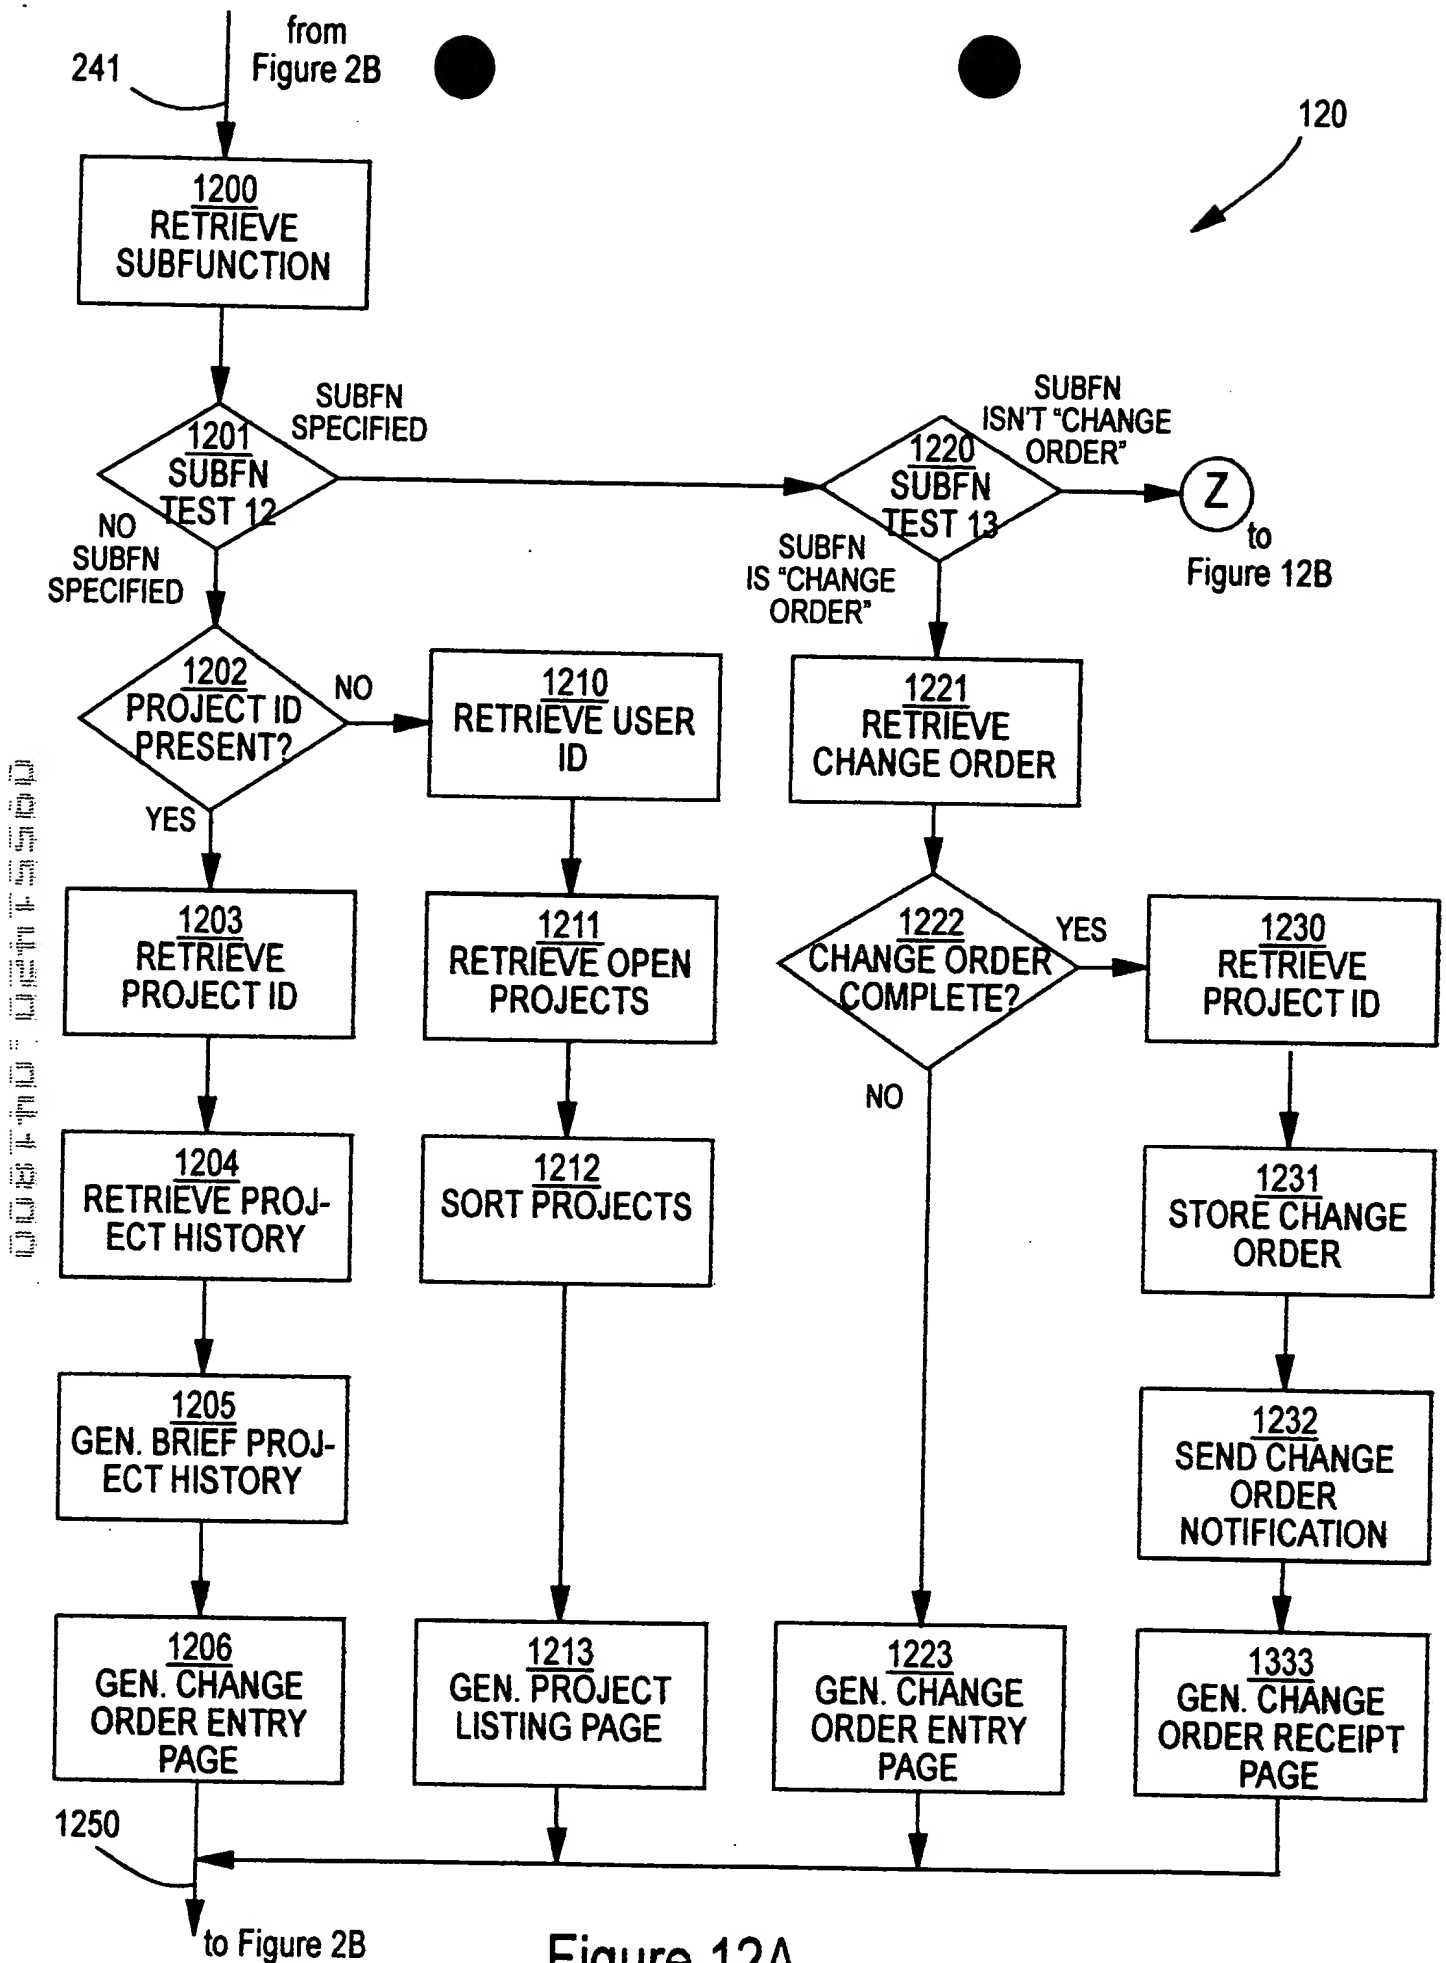 from
Figure 2B
241
120
1200
RETRIEVE
SUBFUNCTION
SUBFN
SPECIFIED
1201
SUBFN
TEST 12
NO
SUBFN
SPECIFIED
SUBFN
ISN'T "CHANGE
ORDER"
1220
SUBFN
TEST 13
Z
to
Figure 12B
SUBFN
IS "CHANGE
ORDER"
1202
PROJECT ID
PRESENT?
NO
YES
1210
RETRIEVE USER
ID
1221
RETRIEVE
CHANGE ORDER
1203
RETRIEVE
PROJECT ID
1211
RETRIEVE OPEN
PROJECTS
1222
CHANGE ORDER
COMPLETE?
YES
NO
1230
RETRIEVE
PROJECT ID
1204
RETRIEVE PROJ-
ECT HISTORY
1212
SORT PROJECTS
1231
STORE CHANGE
ORDER
1205
GEN. BRIEF PROJ-
ECT HISTORY
1232
SEND CHANGE
ORDER
NOTIFICATION
1206
GEN. CHANGE
ORDER ENTRY
PAGE
1213
GEN. PROJECT
LISTING PAGE
1223
GEN. CHANGE
ORDER ENTRY
PAGE
1333
GEN. CHANGE
ORDER RECEIPT
PAGE
1250
to Figure 2B
Figure 12A